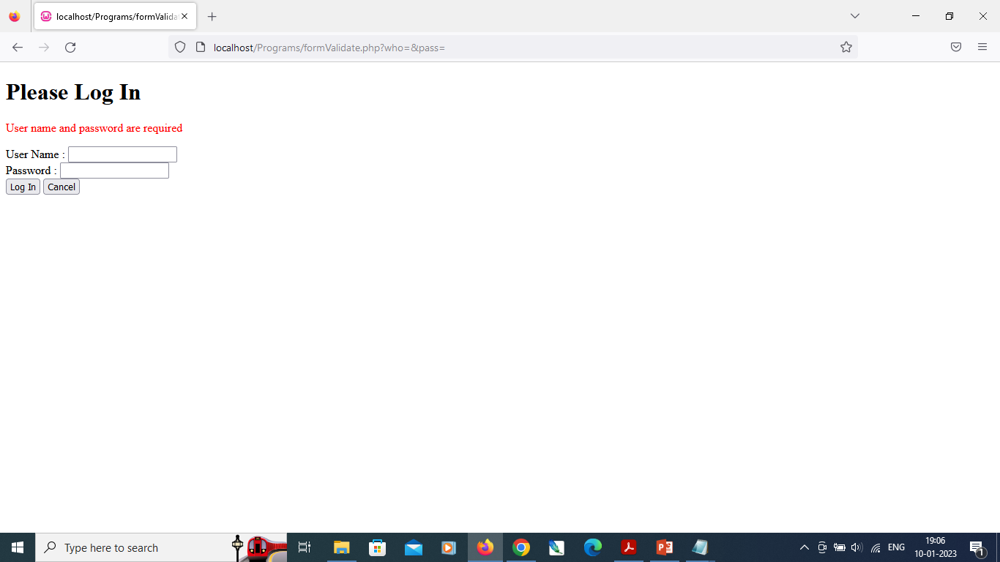 localhost/Programs/formValida
localhost/Programs/formValidate.php?who=&pass=
Please Log In
User name and password are required
User Name :
Password :
Log In Cancel
Type here to search
ENG
19:06
10-01-2023
1